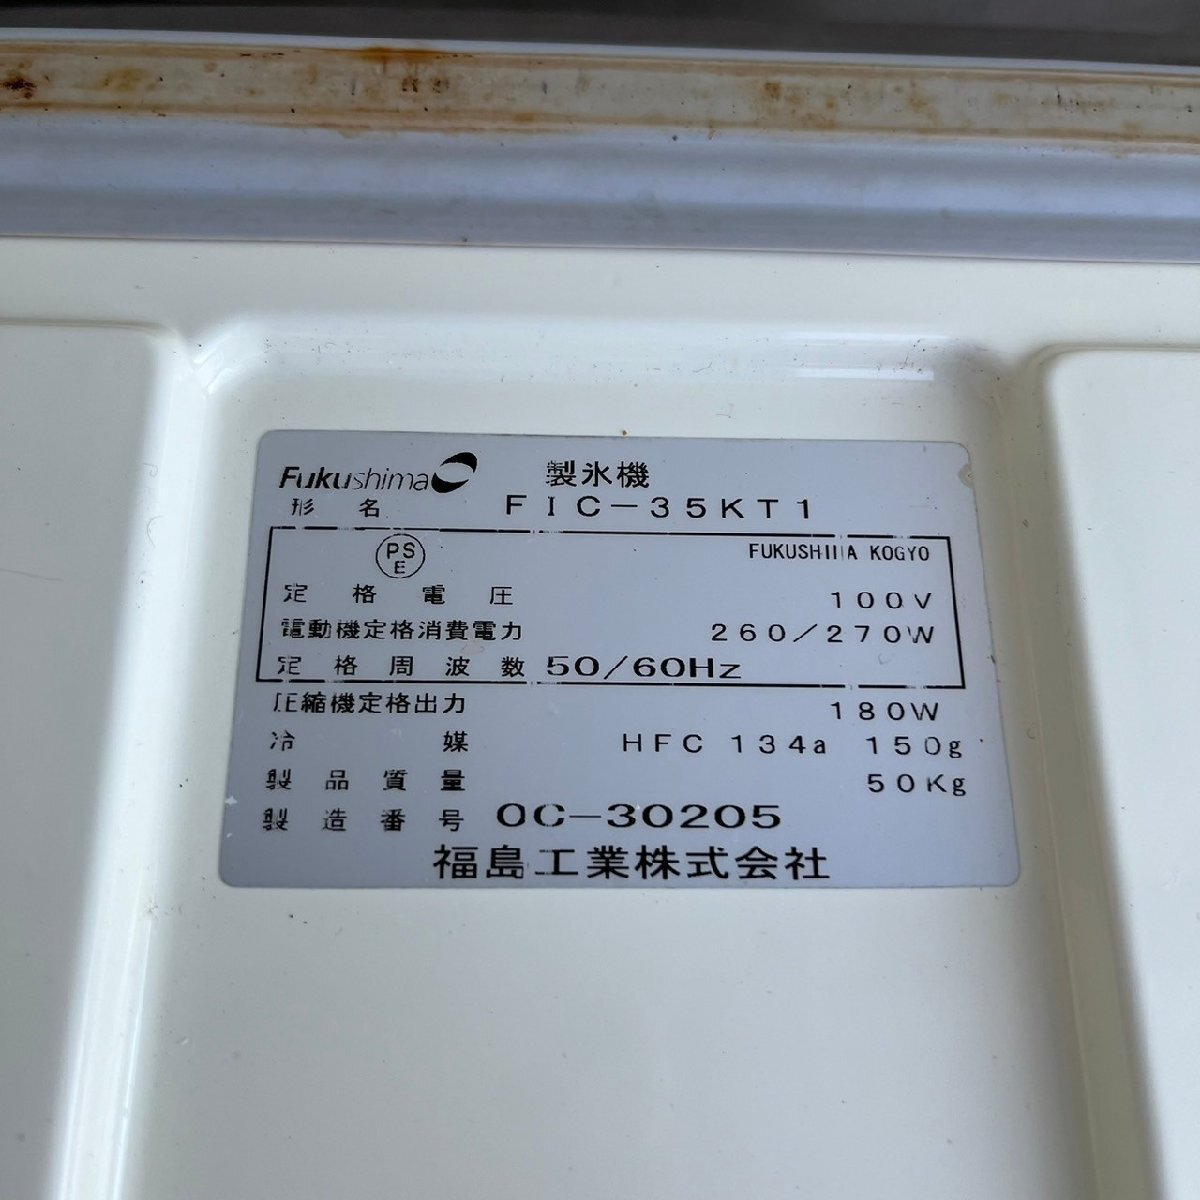 Fukushima 製氷機
形名 FIC-35KT1
PS E FUKUSHIMA KOGYO
定格電圧 100V
電動機定格消費電力 260/270W
定格周波数 50/60Hz
圧縮機定格出力 180W
冷媒 HFC 134a 150g
製品質量 50Kg
製造番号 0C-30205
福島工業株式会社